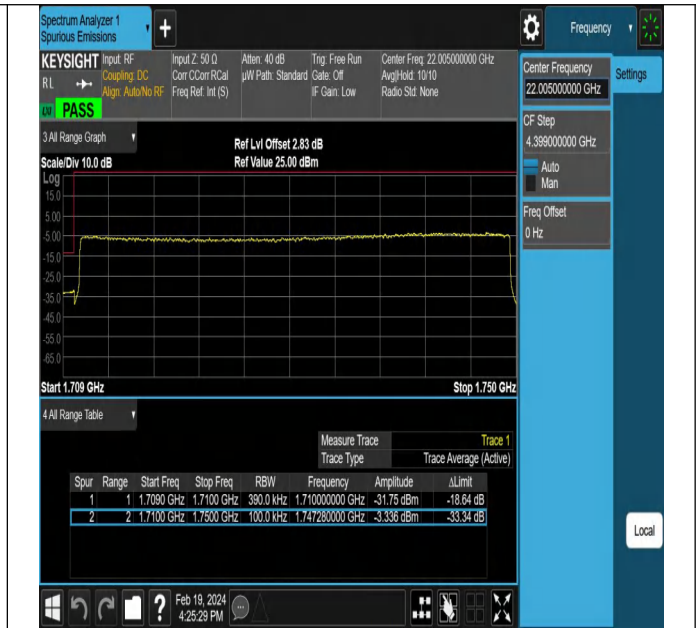 Spectrum Analyzer 1
Spurious Emissions
+
Frequency
KEYSIGHT Input: RF Input Z: 50 Ω Atten: 40 dB Trig: Free Run Center Freq: 22.005000000 GHz
RL Coupling: DC Corr CCorr RCal µW Path: Standard Gate: Off Avg|Hold: 10/10
Align: Auto/No RF Freq Ref: Int (S) IF Gain: Low Radio Std: None
LXI PASS
Center Frequency
22.005000000 GHz
Settings
CF Step
4.399000000 GHz
Auto
Man
Freq Offset
0 Hz
3 All Range Graph
Ref Lvl Offset 2.83 dB
Scale/Div 10.0 dB Ref Value 25.00 dBm
Log
15.0
5.00
-5.00
-15.0
-25.0
-35.0
-45.0
-55.0
-65.0
Start 1.709 GHz Stop 1.750 GHz
4 All Range Table
Measure Trace Trace 1
Trace Type Trace Average (Active)
Spur Range Start Freq Stop Freq RBW Frequency Amplitude ΔLimit
1 1 1.7090 GHz 1.7100 GHz 390.0 kHz 1.710000000 GHz -31.75 dBm -18.64 dB
2 2 1.7100 GHz 1.7500 GHz 100.0 kHz 1.747280000 GHz -3.336 dBm -33.34 dB
Local
? Feb 19, 2024
4:25:29 PM